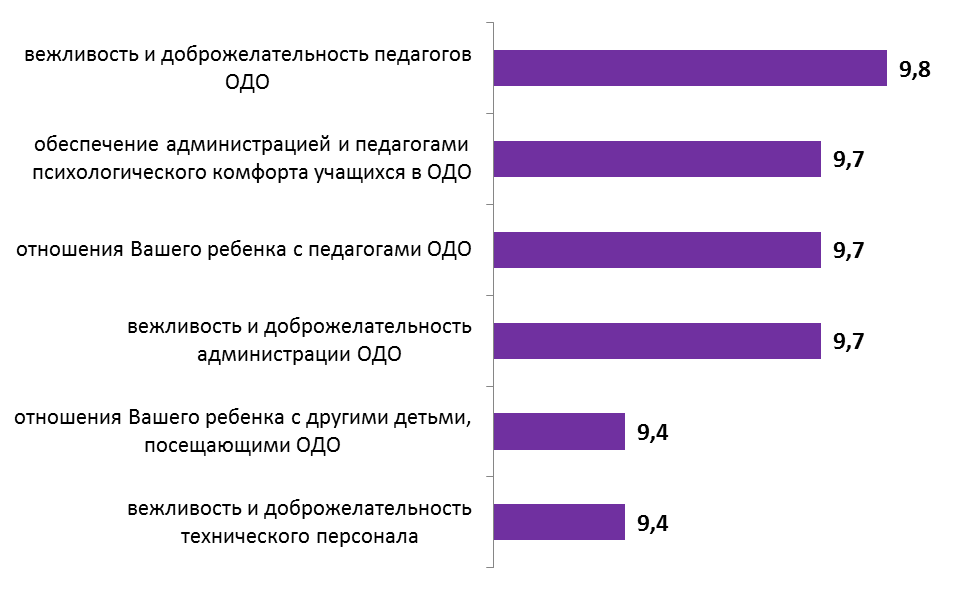 вежливость и доброжелательность педагогов
ОДО
9,8
обеспечение администрацией и педагогами
психологического комфорта учащихся в ОДО
9,7
отношения Вашего ребенка с педагогами ОДО
9,7
вежливость и доброжелательность
администрации ОДО
9,7
отношения Вашего ребенка с другими детьми,
посещающими ОДО
9,4
вежливость и доброжелательность
технического персонала
9,4